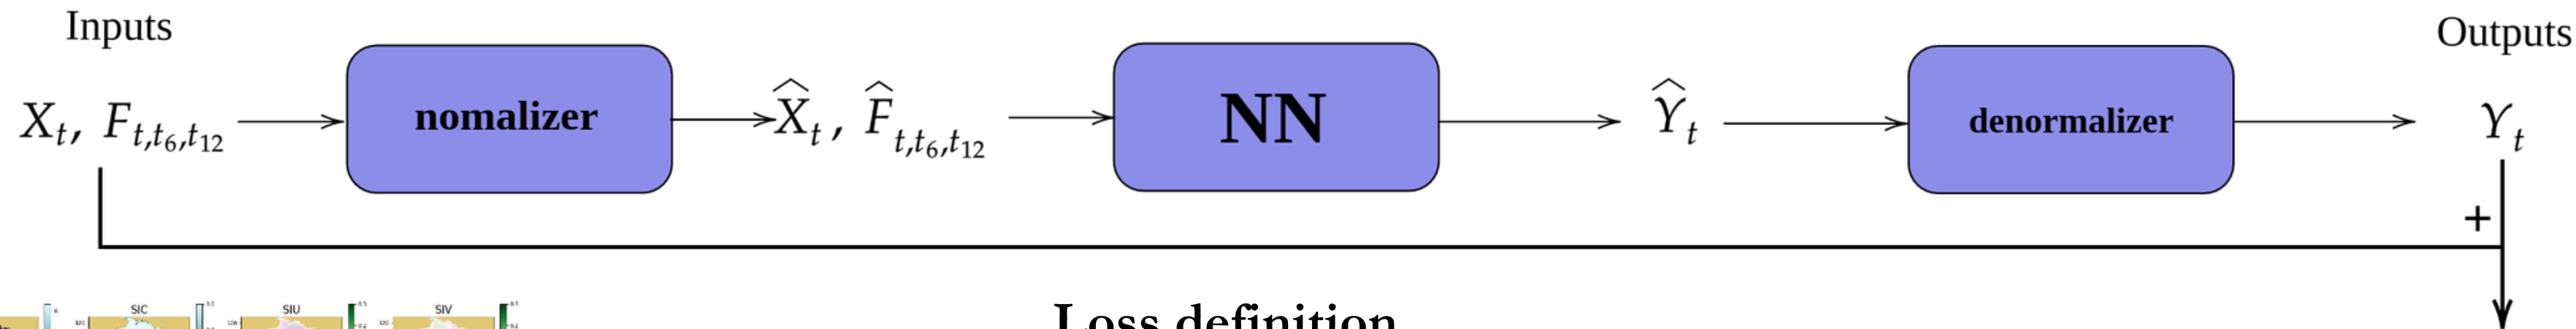 Inputs
Outputs
X_t, F_{t,t_6,t_12}
nomalizer
X̂_t, F̂_{t,t_6,t_12}
NN
Ŷ_t
denormalizer
Y_t
+
SIC
SIU
SIV
Loss definition